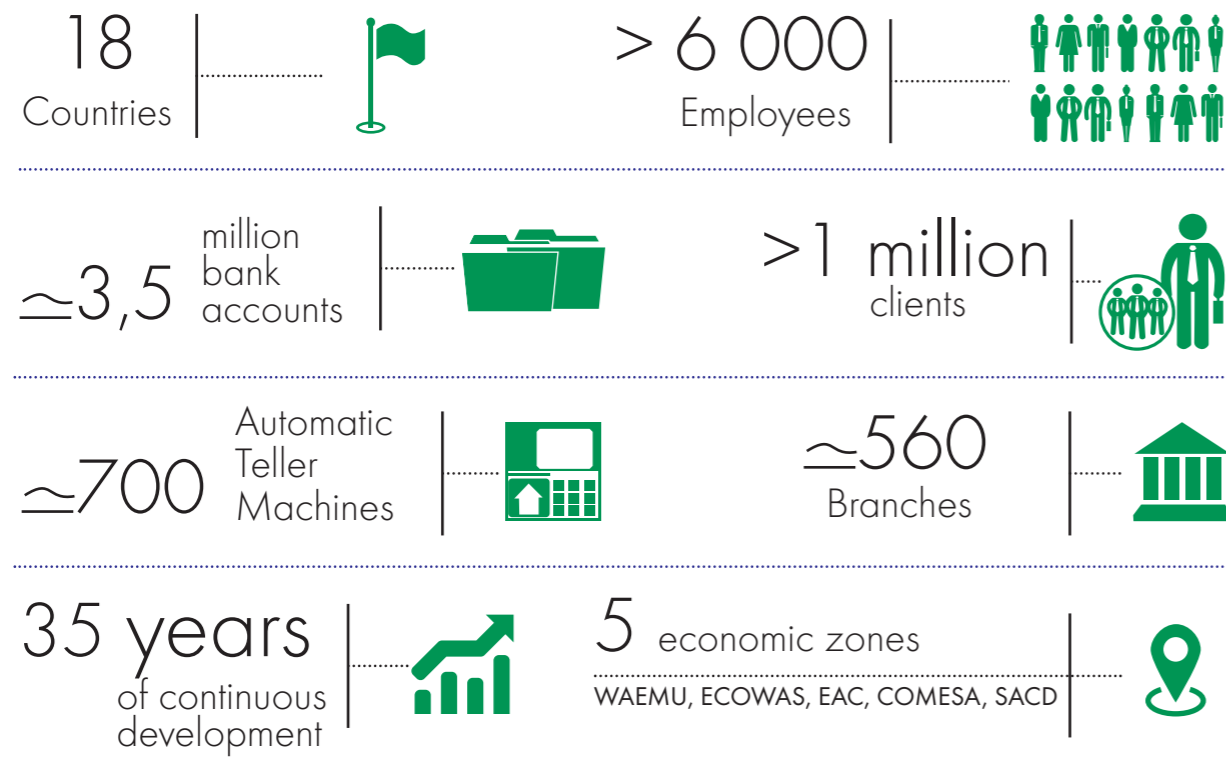 18
Countries
> 6 000
Employees
≃3,5
million
bank
accounts
>1 million
clients
≃700
Automatic
Teller
Machines
≃560
Branches
35 years
of continuous
development
5 economic zones
WAEMU, ECOWAS, EAC, COMESA, SACD